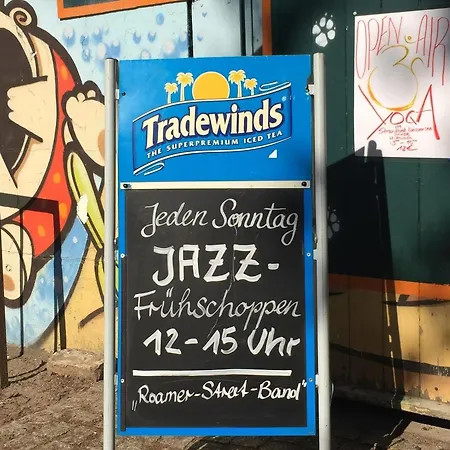 Tradewinds
THE SUPERPREMIUM ICED TEA
Jeden Sonntag
JAZZ-
Frühschoppen
12-15 Uhr
„Roamer-Street-Band"
OPEN AIR
YOGA